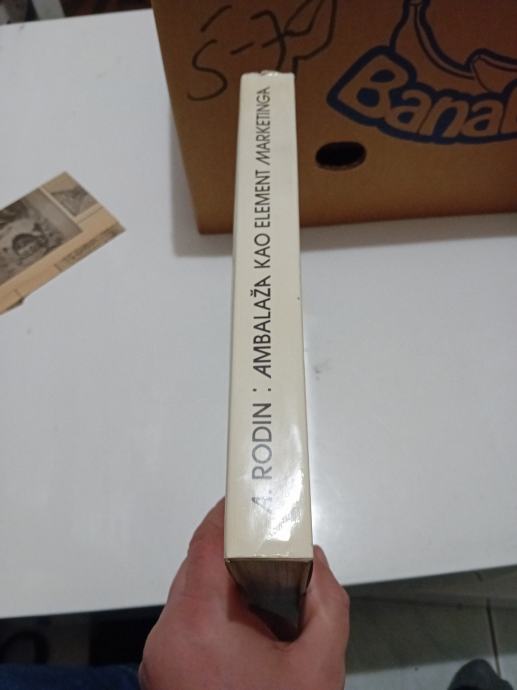 A. RODIN : AMBALAŽA KAO ELEMENT MARKETINGA
Bana